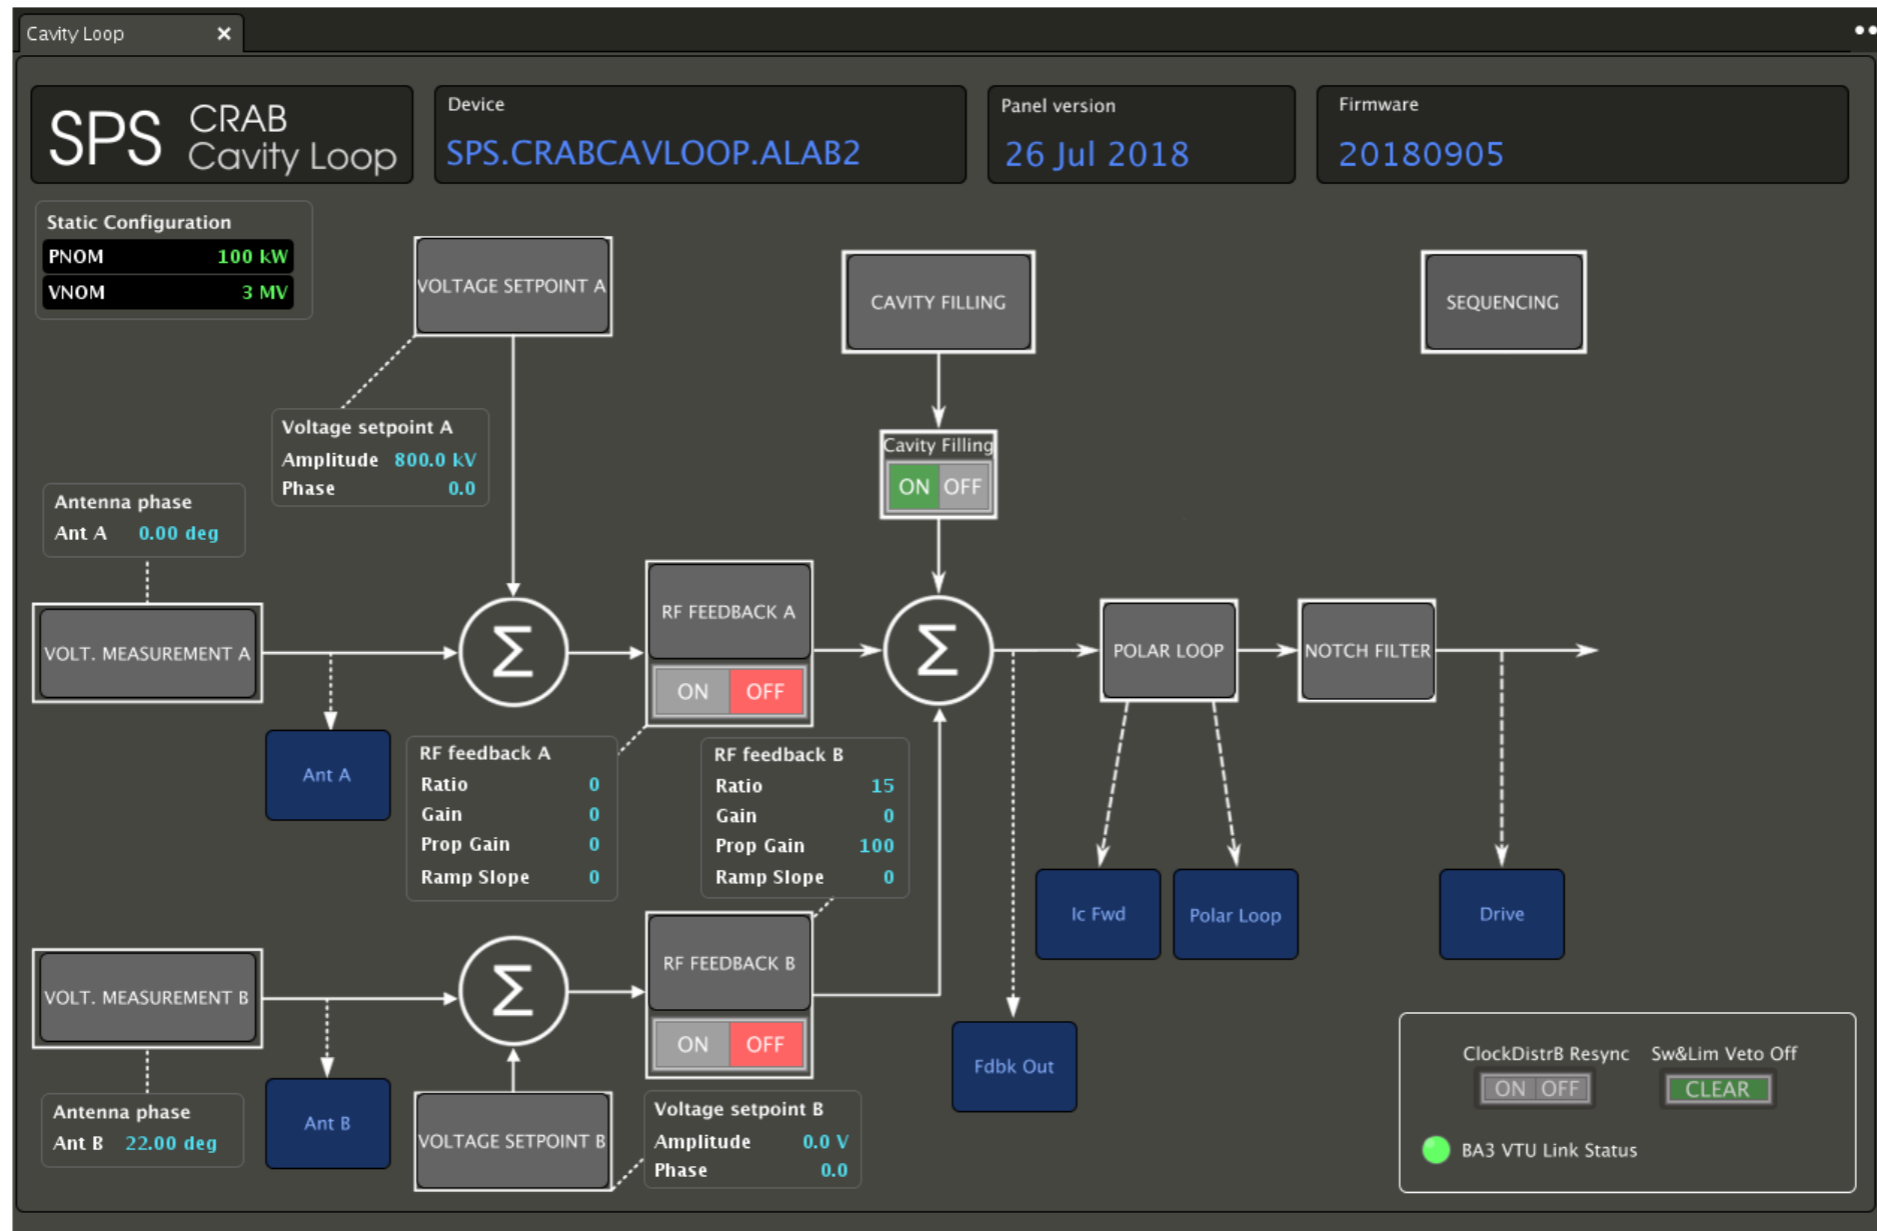 Cavity Loop ×
SPS CRAB
Cavity Loop
Device
SPS.CRABCAVLOOP.ALAB2
Panel version
26 Jul 2018
Firmware
20180905
Static Configuration
PNOM 100 kW
VNOM 3 MV
VOLTAGE SETPOINT A
CAVITY FILLING
SEQUENCING
Voltage setpoint A
Amplitude 800.0 kV
Phase 0.0
Cavity Filling
ON OFF
Antenna phase
Ant A 0.00 deg
VOLT. MEASUREMENT A
Σ
RF FEEDBACK A
ON OFF
Σ
POLAR LOOP
NOTCH FILTER
Ant A
RF feedback A
Ratio 0
Gain 0
Prop Gain 0
Ramp Slope 0
RF feedback B
Ratio 15
Gain 0
Prop Gain 100
Ramp Slope 0
Ic Fwd
Polar Loop
Drive
VOLT. MEASUREMENT B
Σ
RF FEEDBACK B
ON OFF
Fdbk Out
Antenna phase
Ant B 22.00 deg
Ant B
VOLTAGE SETPOINT B
Voltage setpoint B
Amplitude 0.0 V
Phase 0.0
ClockDistrB Resync
ON OFF
Sw&Lim Veto Off
CLEAR
BA3 VTU Link Status